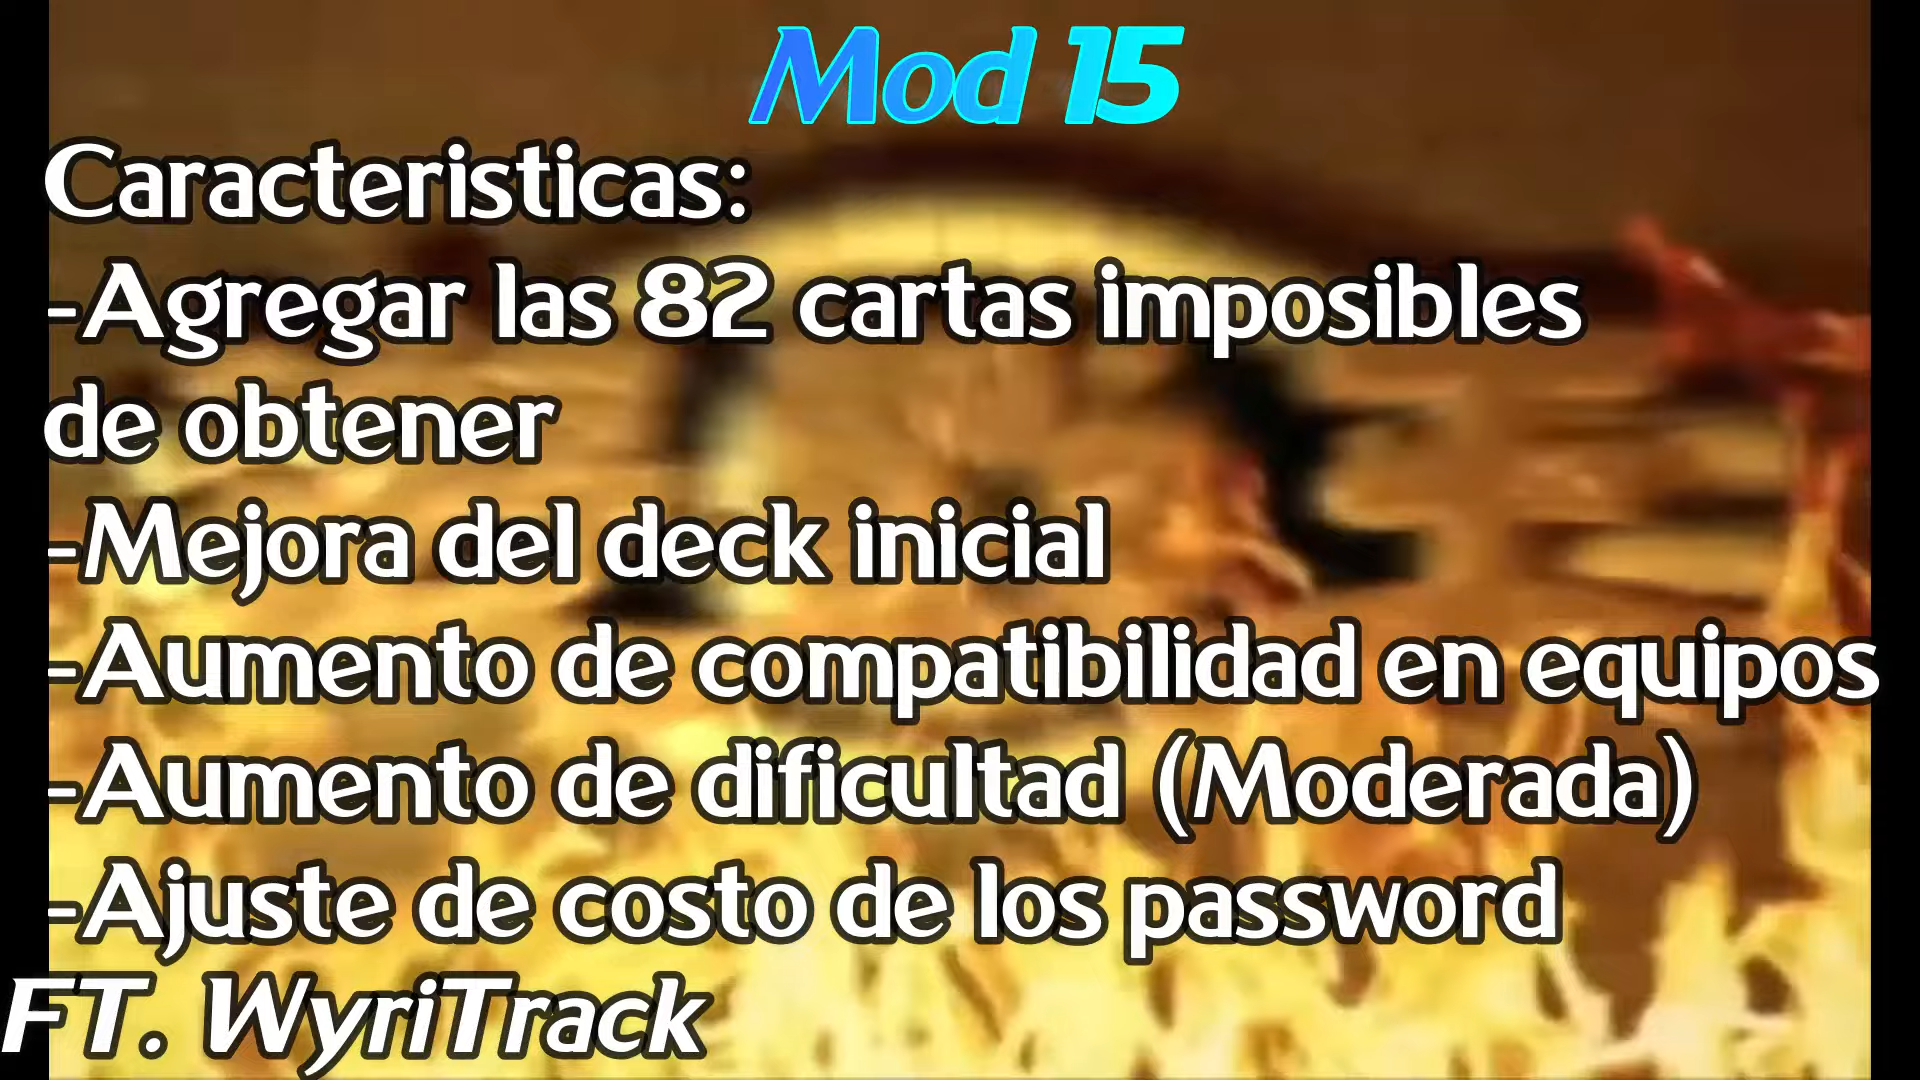 Mod 15
Caracteristicas:
-Agregar las 82 cartas imposibles
de obtener
-Mejora del deck inicial
-Aumento de compatibilidad en equipos
-Aumento de dificultad (Moderada)
-Ajuste de costo de los password
FT. WyriTrack